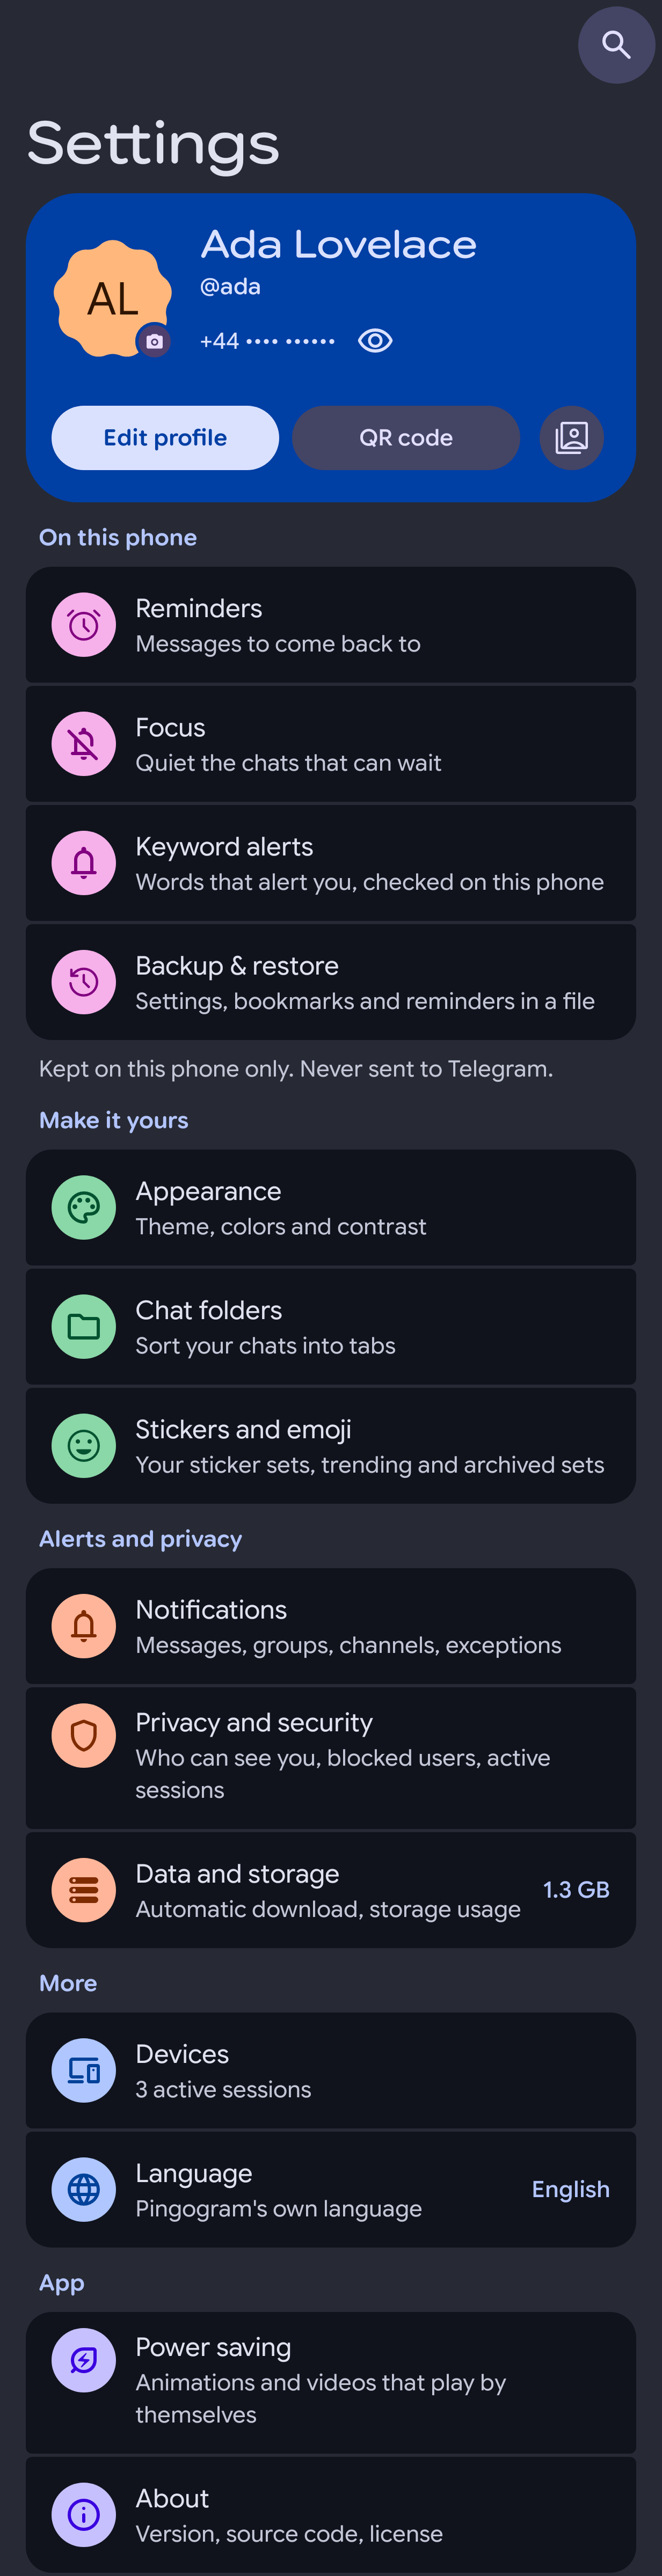 Settings
Ada Lovelace
AL
@ada
+44 •••• ••••••
Edit profile
QR code
On this phone
Reminders
Messages to come back to
Focus
Quiet the chats that can wait
Keyword alerts
Words that alert you, checked on this phone
Backup & restore
Settings, bookmarks and reminders in a file
Kept on this phone only. Never sent to Telegram.
Make it yours
Appearance
Theme, colors and contrast
Chat folders
Sort your chats into tabs
Stickers and emoji
Your sticker sets, trending and archived sets
Alerts and privacy
Notifications
Messages, groups, channels, exceptions
Privacy and security
Who can see you, blocked users, active
sessions
Data and storage
Automatic download, storage usage
1.3 GB
More
Devices
3 active sessions
Language
Pingogram's own language
English
App
Power saving
Animations and videos that play by
themselves
About
Version, source code, license